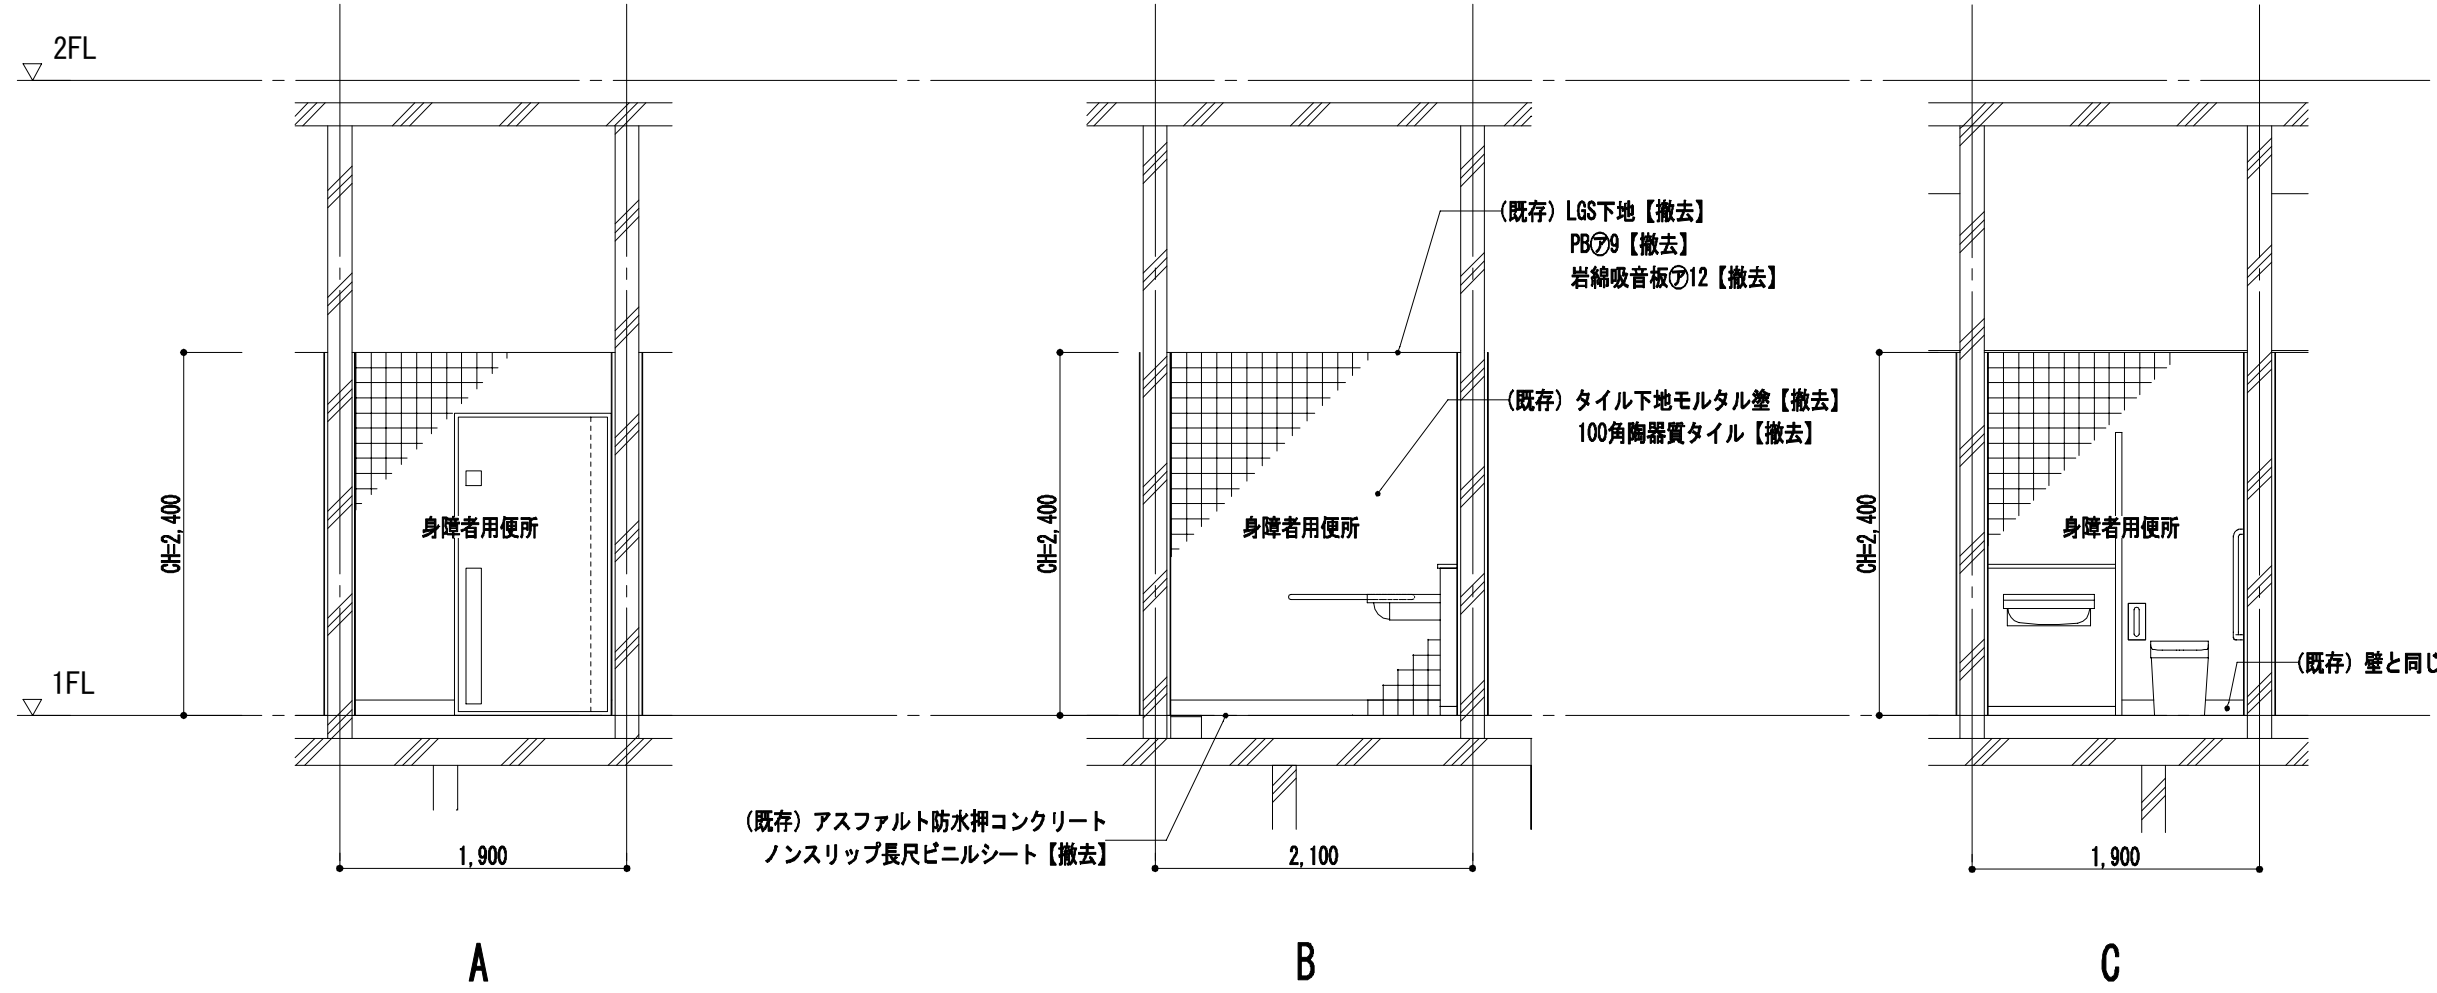 2FL
(既存) LGS下地【撤去】
PB㋐9【撤去】
岩綿吸音板㋐12【撤去】
(既存) タイル下地モルタル塗【撤去】
100角陶器質タイル【撤去】
CH=2,400
身障者用便所
CH=2,400
身障者用便所
CH=2,400
身障者用便所
(既存) 壁と同じ
1FL
(既存) アスファルト防水押コンクリート
ノンスリップ長尺ビニルシート【撤去】
1,900
2,100
1,900
A
B
C